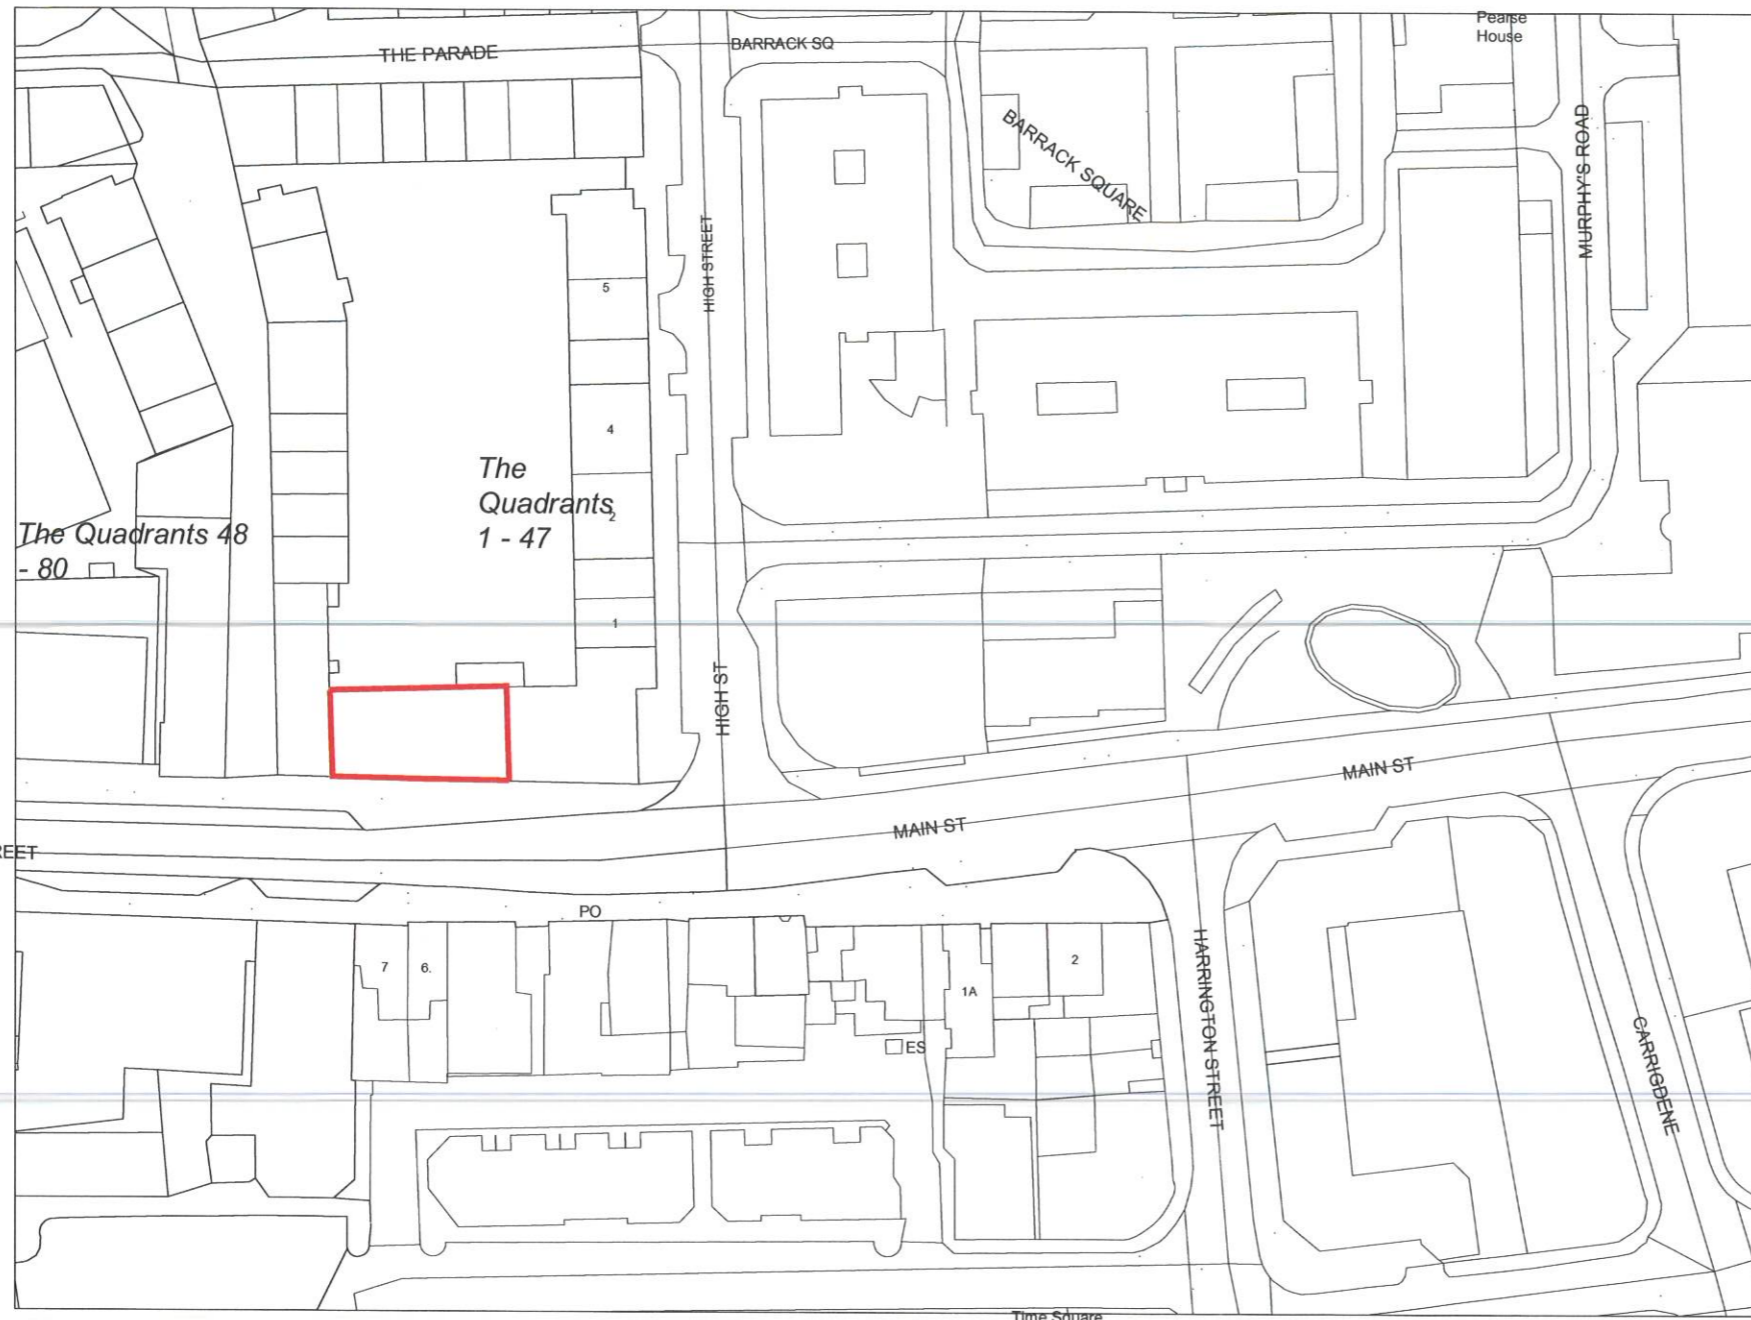 Pearse
House
THE PARADE
BARRACK SQ
BARRACK SQUARE
MURPHY'S ROAD
HIGH STREET
5
4
The
Quadrants
1 - 47
2
The Quadrants 48
- 80
1
HIGH ST
MAIN ST
MAIN ST
REET
PO
7
6.
1A
2
ES
HARRINGTON STREET
CARRIGDENE
Time Square